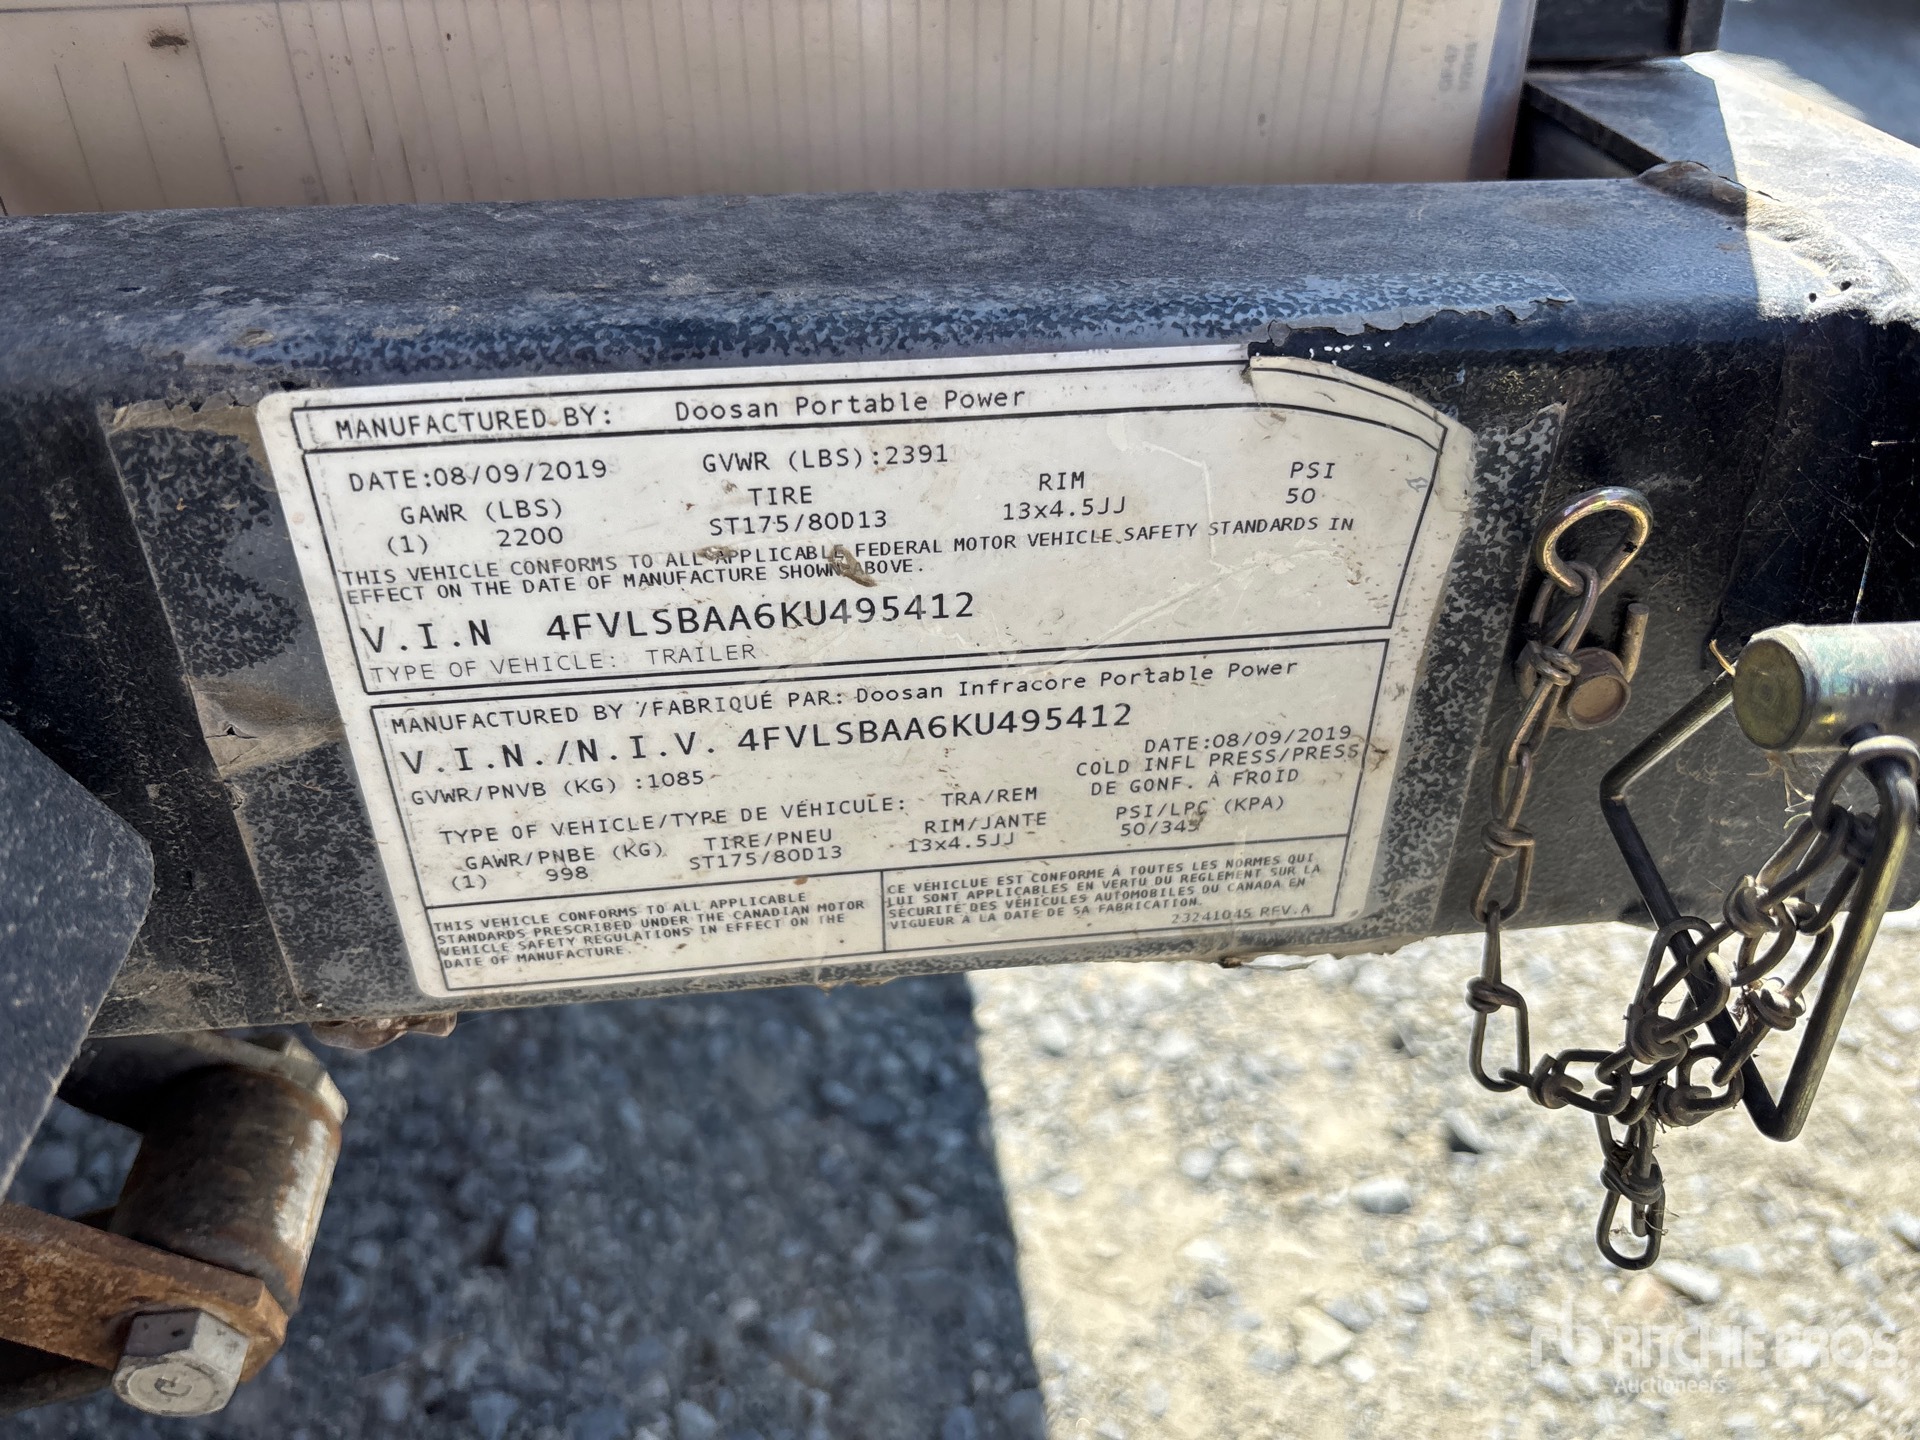 MANUFACTURED BY: Doosan Portable Power
DATE:08/09/2019 GVWR (LBS):2391
GAWR (LBS) TIRE RIM PSI
(1) 2200 ST175/80D13 13x4.5JJ 50
THIS VEHICLE CONFORMS TO ALL APPLICABLE FEDERAL MOTOR VEHICLE SAFETY STANDARDS IN
EFFECT ON THE DATE OF MANUFACTURE SHOWN ABOVE.
V.I.N 4FVLSBAA6KU495412
TYPE OF VEHICLE: TRAILER
MANUFACTURED BY /FABRIQUÉ PAR: Doosan Infracore Portable Power
V.I.N./N.I.V. 4FVLSBAA6KU495412
DATE:08/09/2019
GVWR/PNVB (KG) :1085
COLD INFL PRESS/PRESS
DE GONF. À FROID
TYPE OF VEHICLE/TYPE DE VÉHICULE: TRA/REM
GAWR/PNBE (KG) TIRE/PNEU RIM/JANTE PSI/LPC (KPA)
(1) 998 ST175/80D13 13x4.5JJ 50/345
THIS VEHICLE CONFORMS TO ALL APPLICABLE
STANDARDS PRESCRIBED UNDER THE CANADIAN MOTOR
VEHICLE SAFETY REGULATIONS IN EFFECT ON THE
DATE OF MANUFACTURE.
CE VÉHICLUE EST CONFORME À TOUTES LES NORMES QUI
LUI SONT APPLICABLES EN VERTU DU REGLEMENT SUR LA
SÉCURITÉ DES VÉHICULES AUTOMOBILES DU CANADA EN
VIGUEUR À LA DATE DE SA FABRICATION.
23241045 REV.A
rb RITCHIE BROS.
Auctioneers